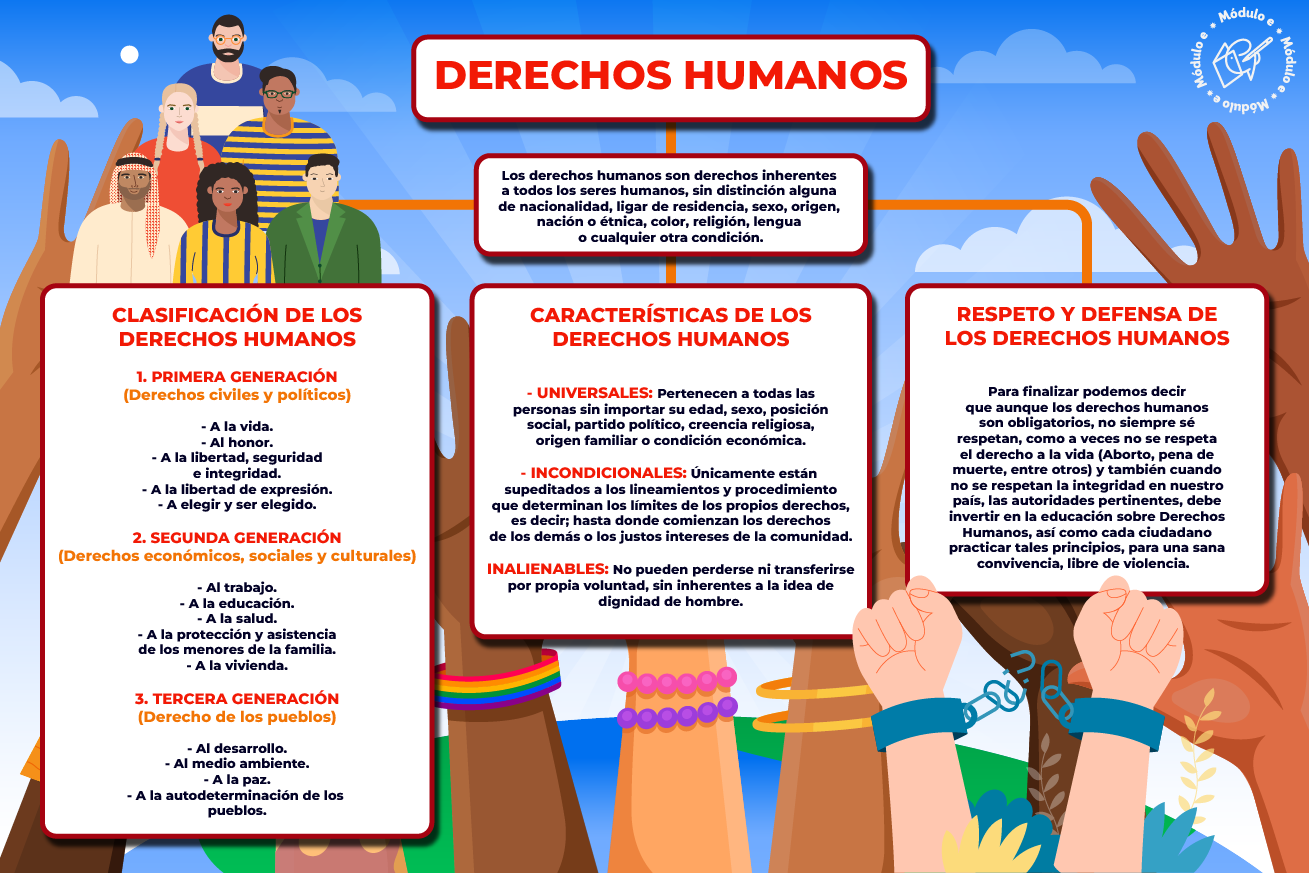 DERECHOS HUMANOS
* Módulo e * Módulo e * Módulo e * Módulo e
Los derechos humanos son derechos inherentes
a todos los seres humanos, sin distinción alguna
de nacionalidad, ligar de residencia, sexo, origen,
nación o étnica, color, religión, lengua
o cualquier otra condición.
CLASIFICACIÓN DE LOS
DERECHOS HUMANOS
1. PRIMERA GENERACIÓN
(Derechos civiles y políticos)
- A la vida.
- Al honor.
- A la libertad, seguridad
e integridad.
- A la libertad de expresión.
- A elegir y ser elegido.
2. SEGUNDA GENERACIÓN
(Derechos económicos, sociales y culturales)
- Al trabajo.
- A la educación.
- A la salud.
- A la protección y asistencia
de los menores de la familia.
- A la vivienda.
3. TERCERA GENERACIÓN
(Derecho de los pueblos)
- Al desarrollo.
- Al medio ambiente.
- A la paz.
- A la autodeterminación de los
pueblos.
CARACTERÍSTICAS DE LOS
DERECHOS HUMANOS
- UNIVERSALES: Pertenecen a todas las
personas sin importar su edad, sexo, posición
social, partido político, creencia religiosa,
origen familiar o condición económica.
- INCONDICIONALES: Únicamente están
supeditados a los lineamientos y procedimiento
que determinan los límites de los propios derechos,
es decir; hasta donde comienzan los derechos
de los demás o los justos intereses de la comunidad.
INALIENABLES: No pueden perderse ni transferirse
por propia voluntad, sin inherentes a la idea de
dignidad de hombre.
RESPETO Y DEFENSA DE
LOS DERECHOS HUMANOS
Para finalizar podemos decir
que aunque los derechos humanos
son obligatorios, no siempre sé
respetan, como a veces no se respeta
el derecho a la vida (Aborto, pena de
muerte, entre otros) y también cuando
no se respetan la integridad en nuestro
país, las autoridades pertinentes, debe
invertir en la educación sobre Derechos
Humanos, así como cada ciudadano
practicar tales principios, para una sana
convivencia, libre de violencia.